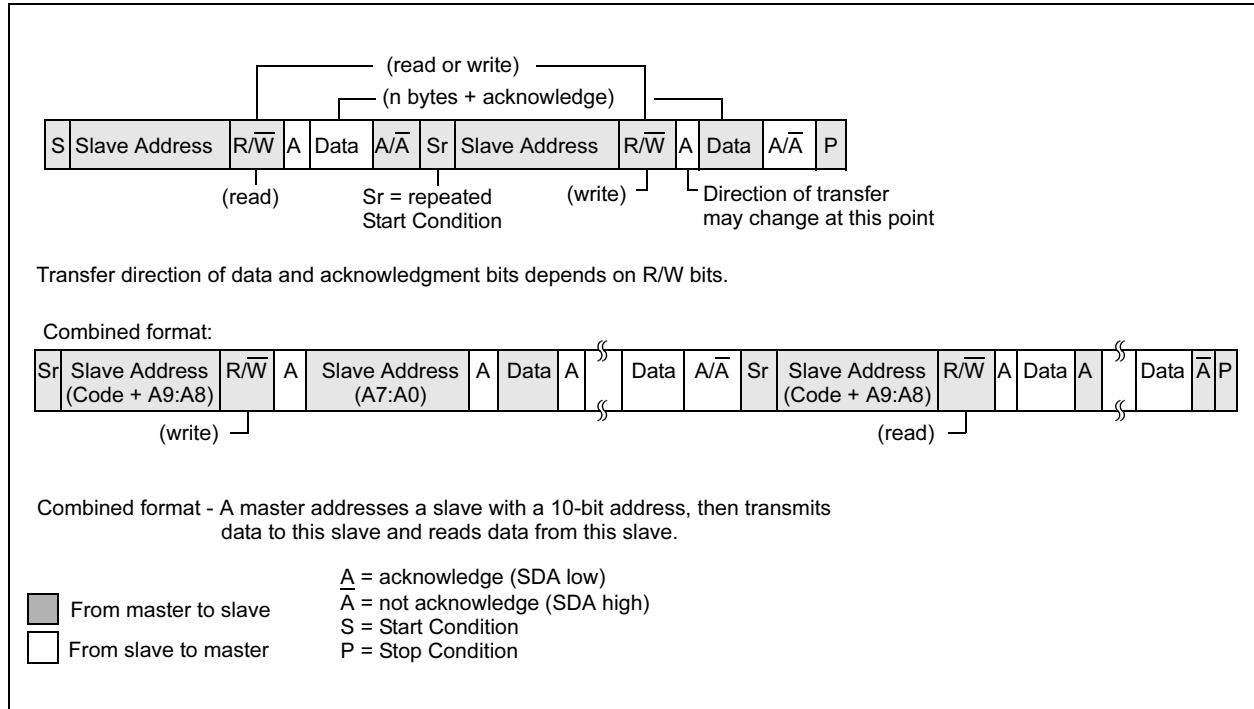 (read or write)
(n bytes + acknowledge)
S Slave Address R/W̅ A Data A/A̅ Sr Slave Address R/W̅ A Data A/A̅ P
(read) Sr = repeated Start Condition (write) Direction of transfer may change at this point
Transfer direction of data and acknowledgment bits depends on R/W bits.
Combined format:
Sr Slave Address (Code + A9:A8) R/W̅ A Slave Address (A7:A0) A Data A Data A/A̅ Sr Slave Address (Code + A9:A8) R/W̅ A Data A Data A̅ P
(write) (read)
Combined format - A master addresses a slave with a 10-bit address, then transmits
data to this slave and reads data from this slave.
A = acknowledge (SDA low)
A̅ = not acknowledge (SDA high)
S = Start Condition
P = Stop Condition
From master to slave
From slave to master